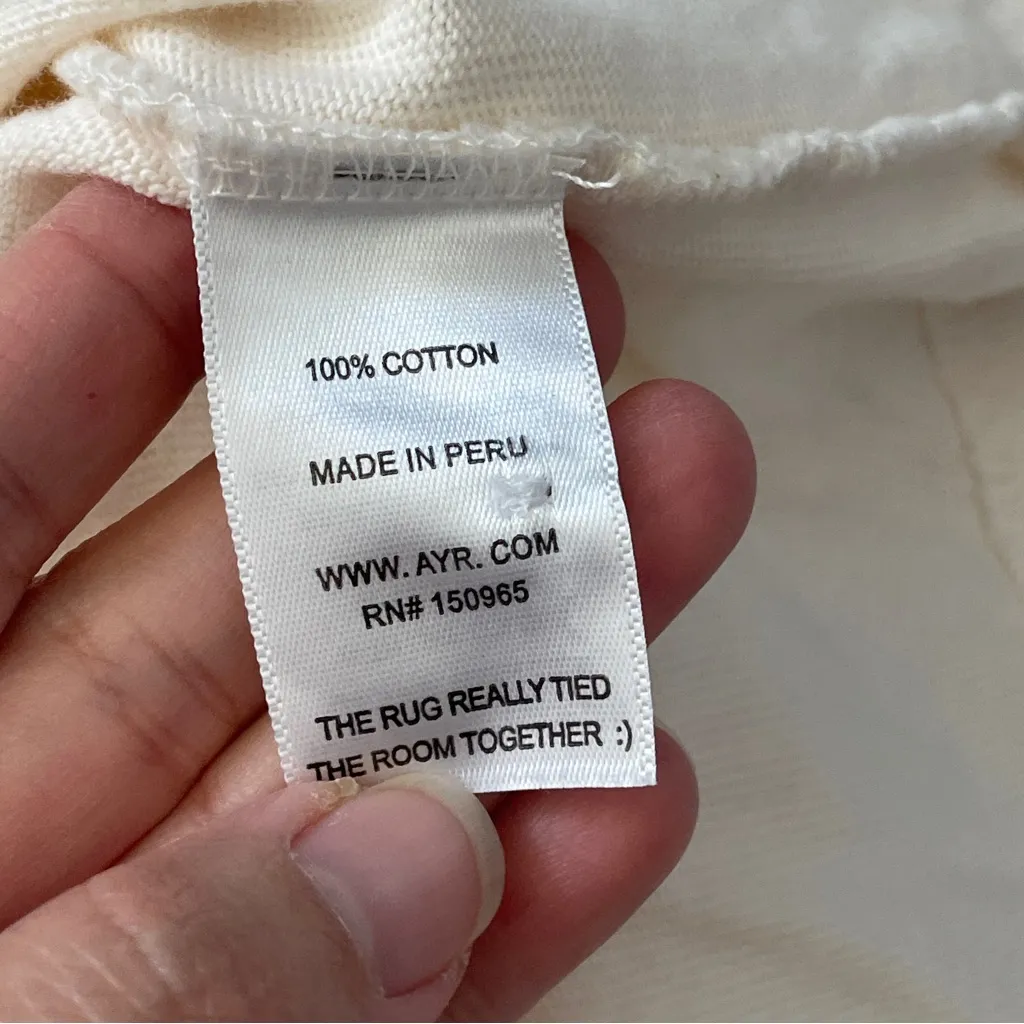 100% COTTON
MADE IN PERU
WWW. AYR. COM
RN# 150965
THE RUG REALLY TIED
THE ROOM TOGETHER :)